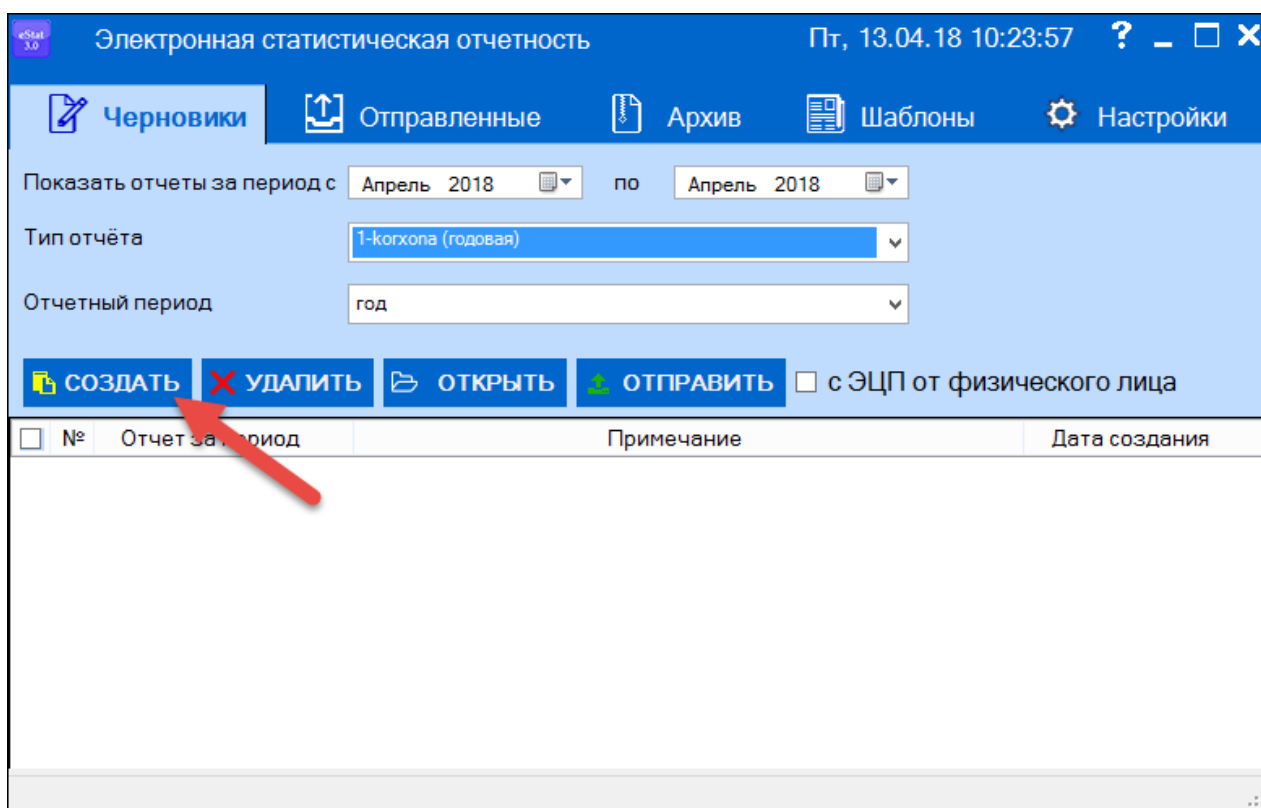 eStat 3.0
Электронная статистическая отчетность
Пт, 13.04.18 10:23:57
Черновики
Отправленные
Архив
Шаблоны
Настройки
Показать отчеты за период с
Апрель 2018
по
Апрель 2018
Тип отчёта
1-korxona (годовая)
Отчетный период
год
СОЗДАТЬ
УДАЛИТЬ
ОТКРЫТЬ
ОТПРАВИТЬ
с ЭЦП от физического лица
№
Отчет за период
Примечание
Дата создания